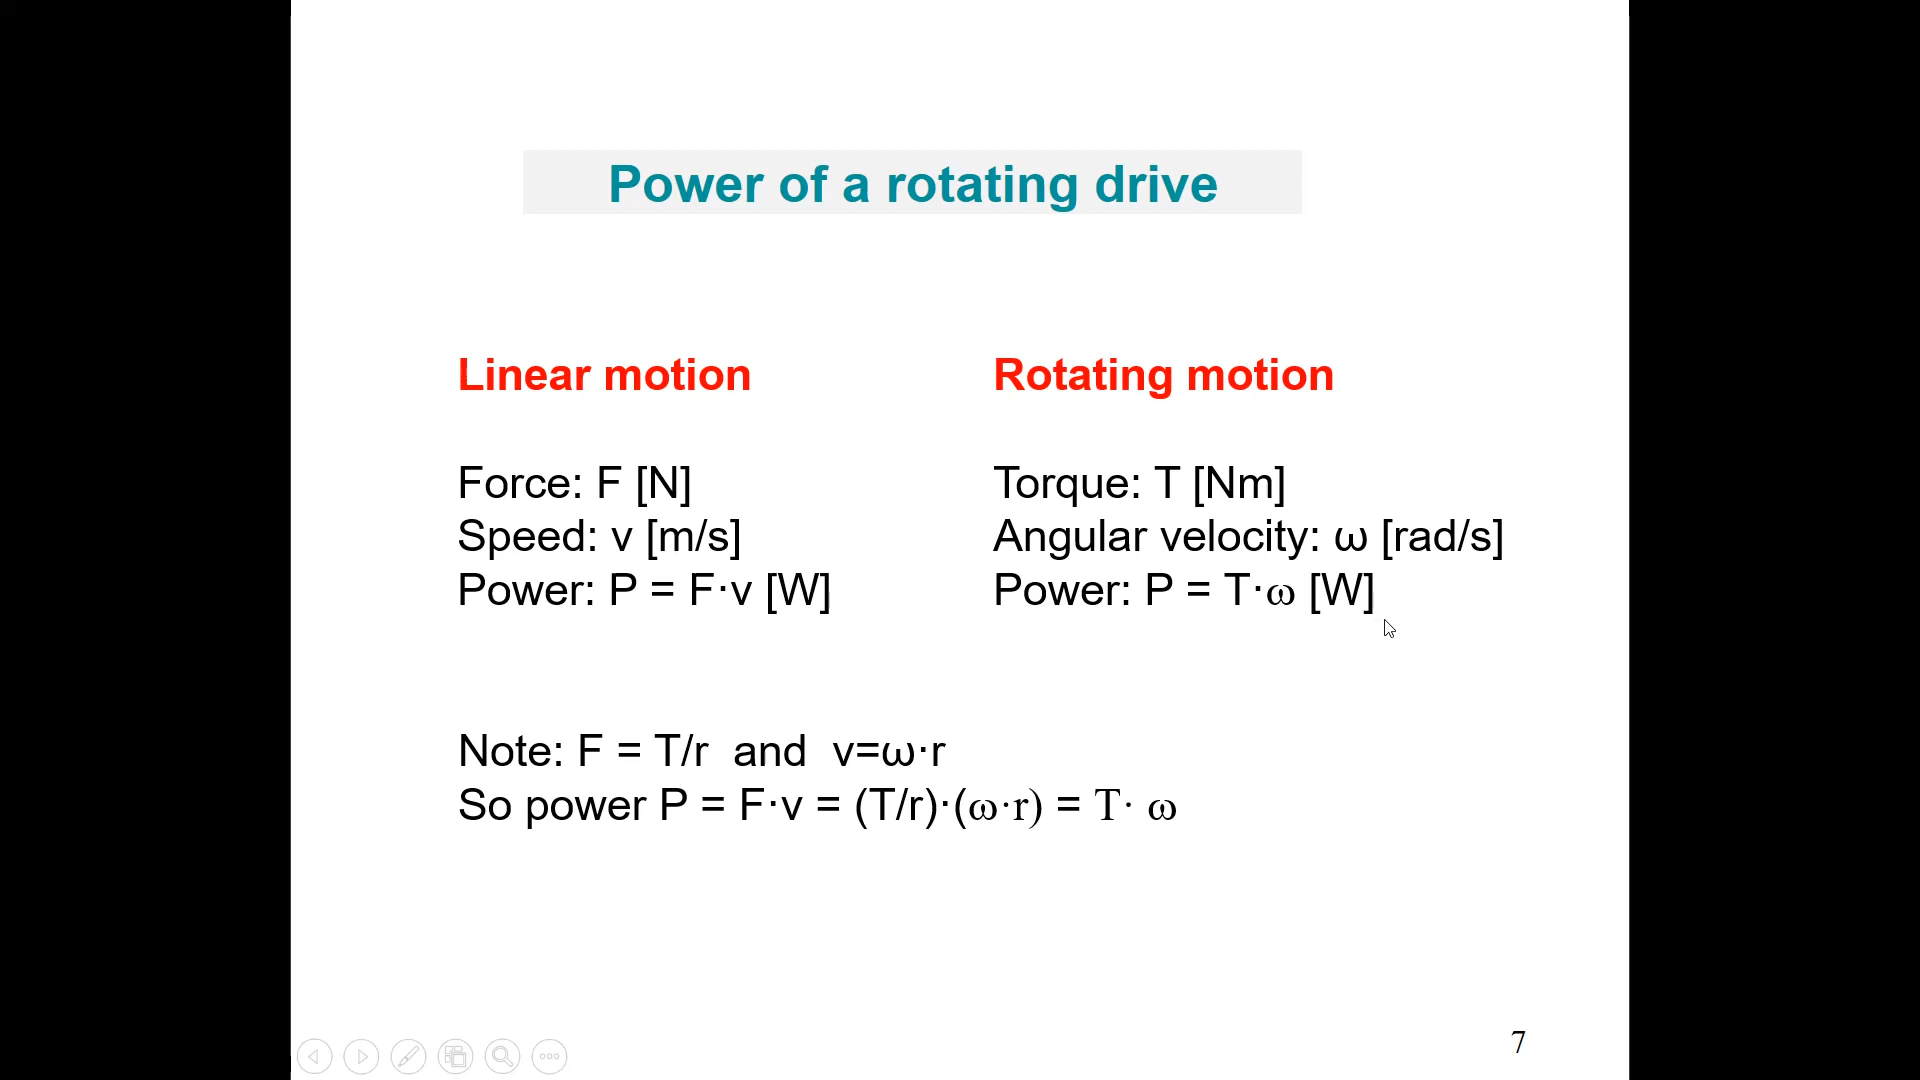 Power of a rotating drive
Linear motion
Force: F [N]
Speed: v [m/s]
Power: P = F·v [W]
Rotating motion
Torque: T [Nm]
Angular velocity: ω [rad/s]
Power: P = T·ω [W]
Note: F = T/r  and  v=ω·r
So power P = F·v = (T/r)·(ω·r) = T· ω
7